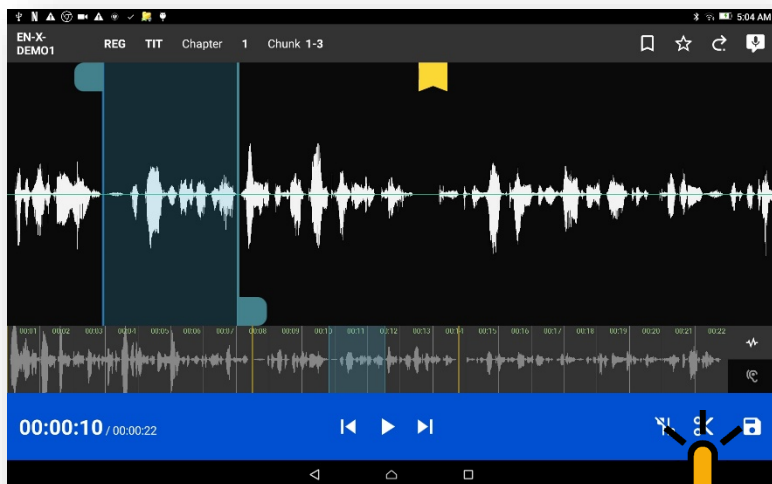 5:04 AM
EN-X-
DEMO1
REG TIT Chapter 1 Chunk 1-3
00:01 00:02 00:03 00:04 00:05 00:06 00:07 00:08 00:09 00:10 00:11 00:12 00:13 00:14 00:15 00:16 00:17 00:18 00:19 00:20 00:21 00:22
00:00:10 / 00:00:22